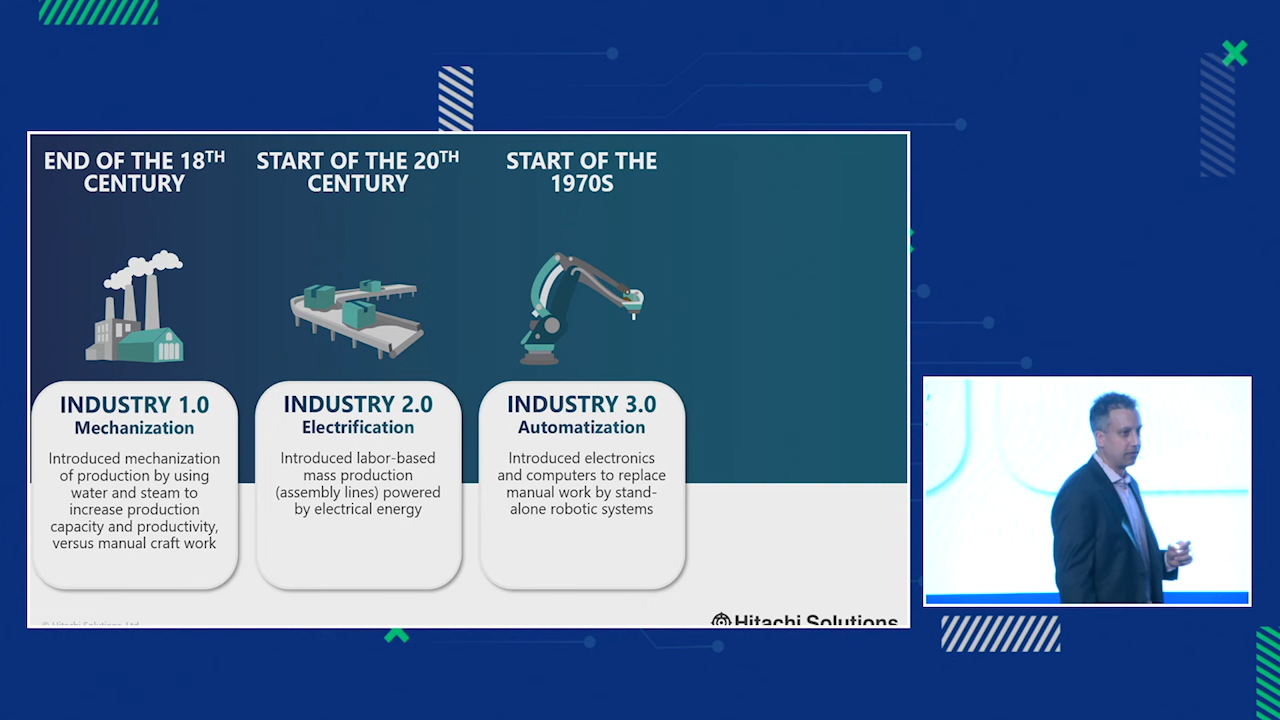 END OF THE 18TH
CENTURY
START OF THE 20TH
CENTURY
START OF THE
1970S
INDUSTRY 1.0
Mechanization
Introduced mechanization
of production by using
water and steam to
increase production
capacity and productivity,
versus manual craft work
INDUSTRY 2.0
Electrification
Introduced labor-based
mass production
(assembly lines) powered
by electrical energy
INDUSTRY 3.0
Automatization
Introduced electronics
and computers to replace
manual work by stand-
alone robotic systems
© Hitachi Solutions, Ltd
Hitachi Solutions